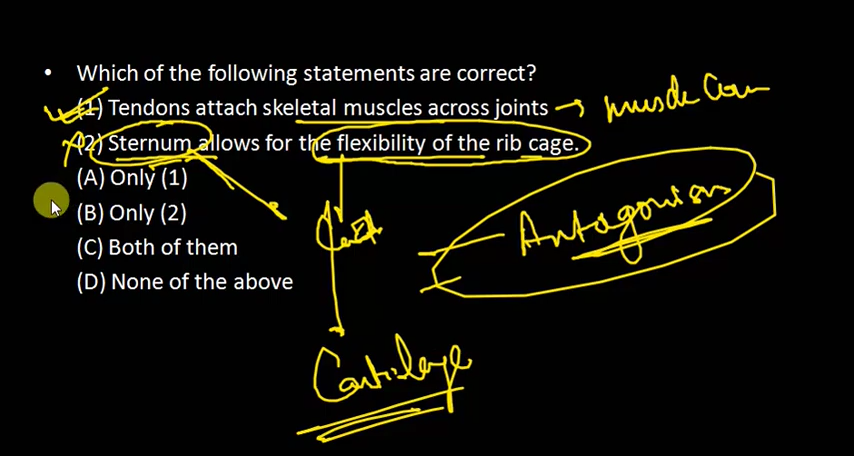 • Which of the following statements are correct?
(1) Tendons attach skeletal muscles across joints → muscle
(2) Sternum allows for the flexibility of the rib cage.
(A) Only (1)
(B) Only (2)
(C) Both of them
(D) None of the above
Antagonism
Cartilage